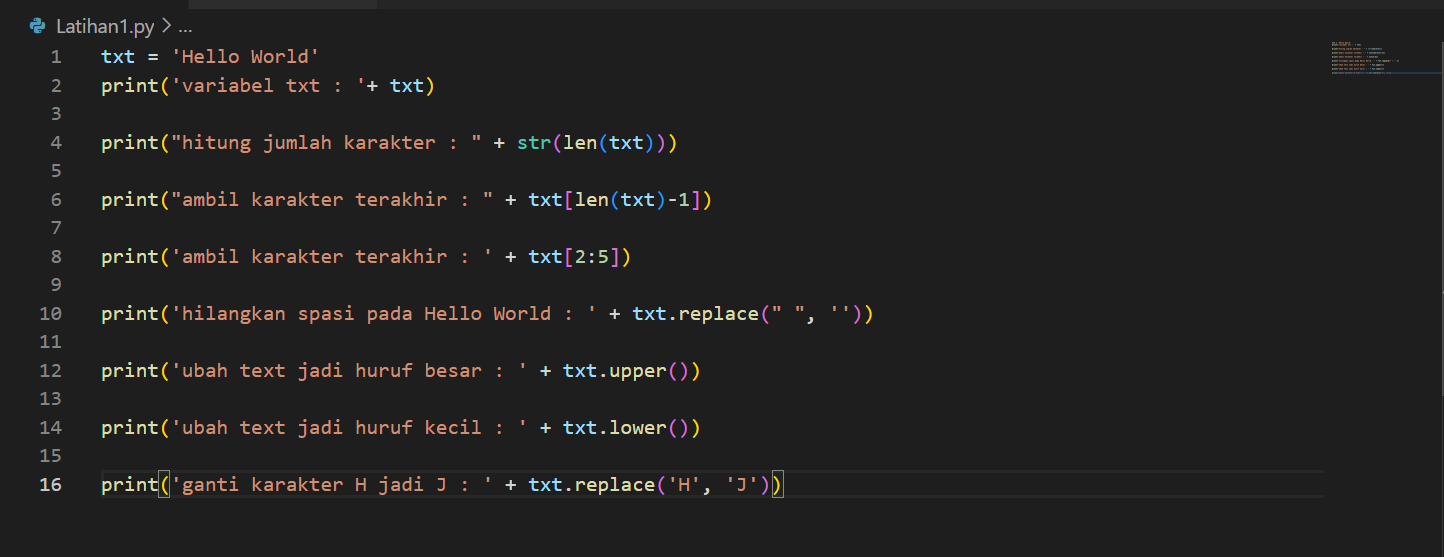 Latihan1.py > ...
1 txt = 'Hello World'
2 print('variabel txt : '+ txt)
3
4 print("hitung jumlah karakter : " + str(len(txt)))
5
6 print("ambil karakter terakhir : " + txt[len(txt)-1])
7
8 print('ambil karakter terakhir : ' + txt[2:5])
9
10 print('hilangkan spasi pada Hello World : ' + txt.replace(" ", ''))
11
12 print('ubah text jadi huruf besar : ' + txt.upper())
13
14 print('ubah text jadi huruf kecil : ' + txt.lower())
15
16 print('ganti karakter H jadi J : ' + txt.replace('H', 'J'))